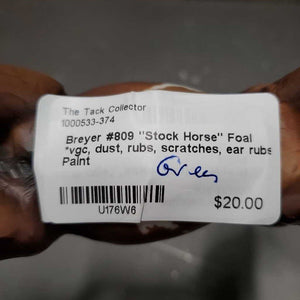 The Tack Collector
1000533-374
Breyer #809 "Stock Horse" Foal
*vgc, dust, rubs, scratches, ear rubs
Paint
$20.00
U176W6